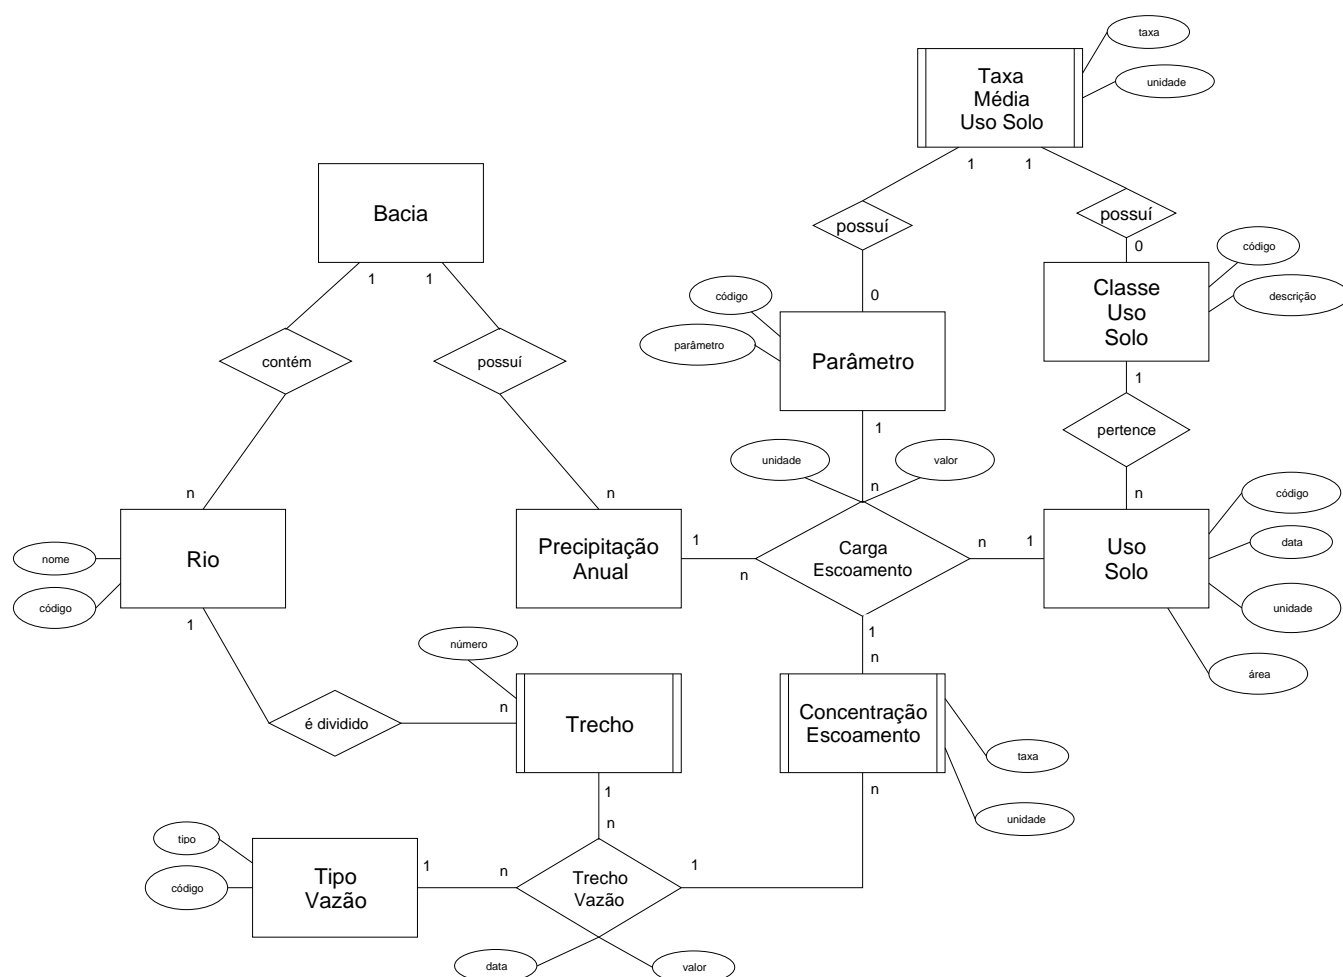 taxa
Taxa
Média
Uso Solo
unidade
1
1
Bacia
possuí
possuí
0
código
1
1
código
0
Classe
Uso
Solo
descrição
contém
possuí
parâmetro
Parâmetro
1
1
pertence
unidade
valor
n
n
n
n
código
nome
Rio
Precipitação
Anual
1
n
Carga
Escoamento
n
1
Uso
Solo
data
código
unidade
1
1
número
n
área
n
Concentração
Escoamento
é dividido
Trecho
taxa
1
n
unidade
n
tipo
código
Tipo
Vazão
1
n
Trecho
Vazão
1
data
valor